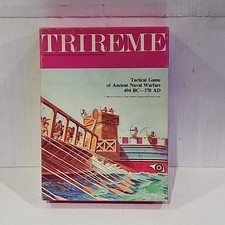 TRIREME
Tactical Game
of Ancient Naval Warfare
494 BC–370 AD